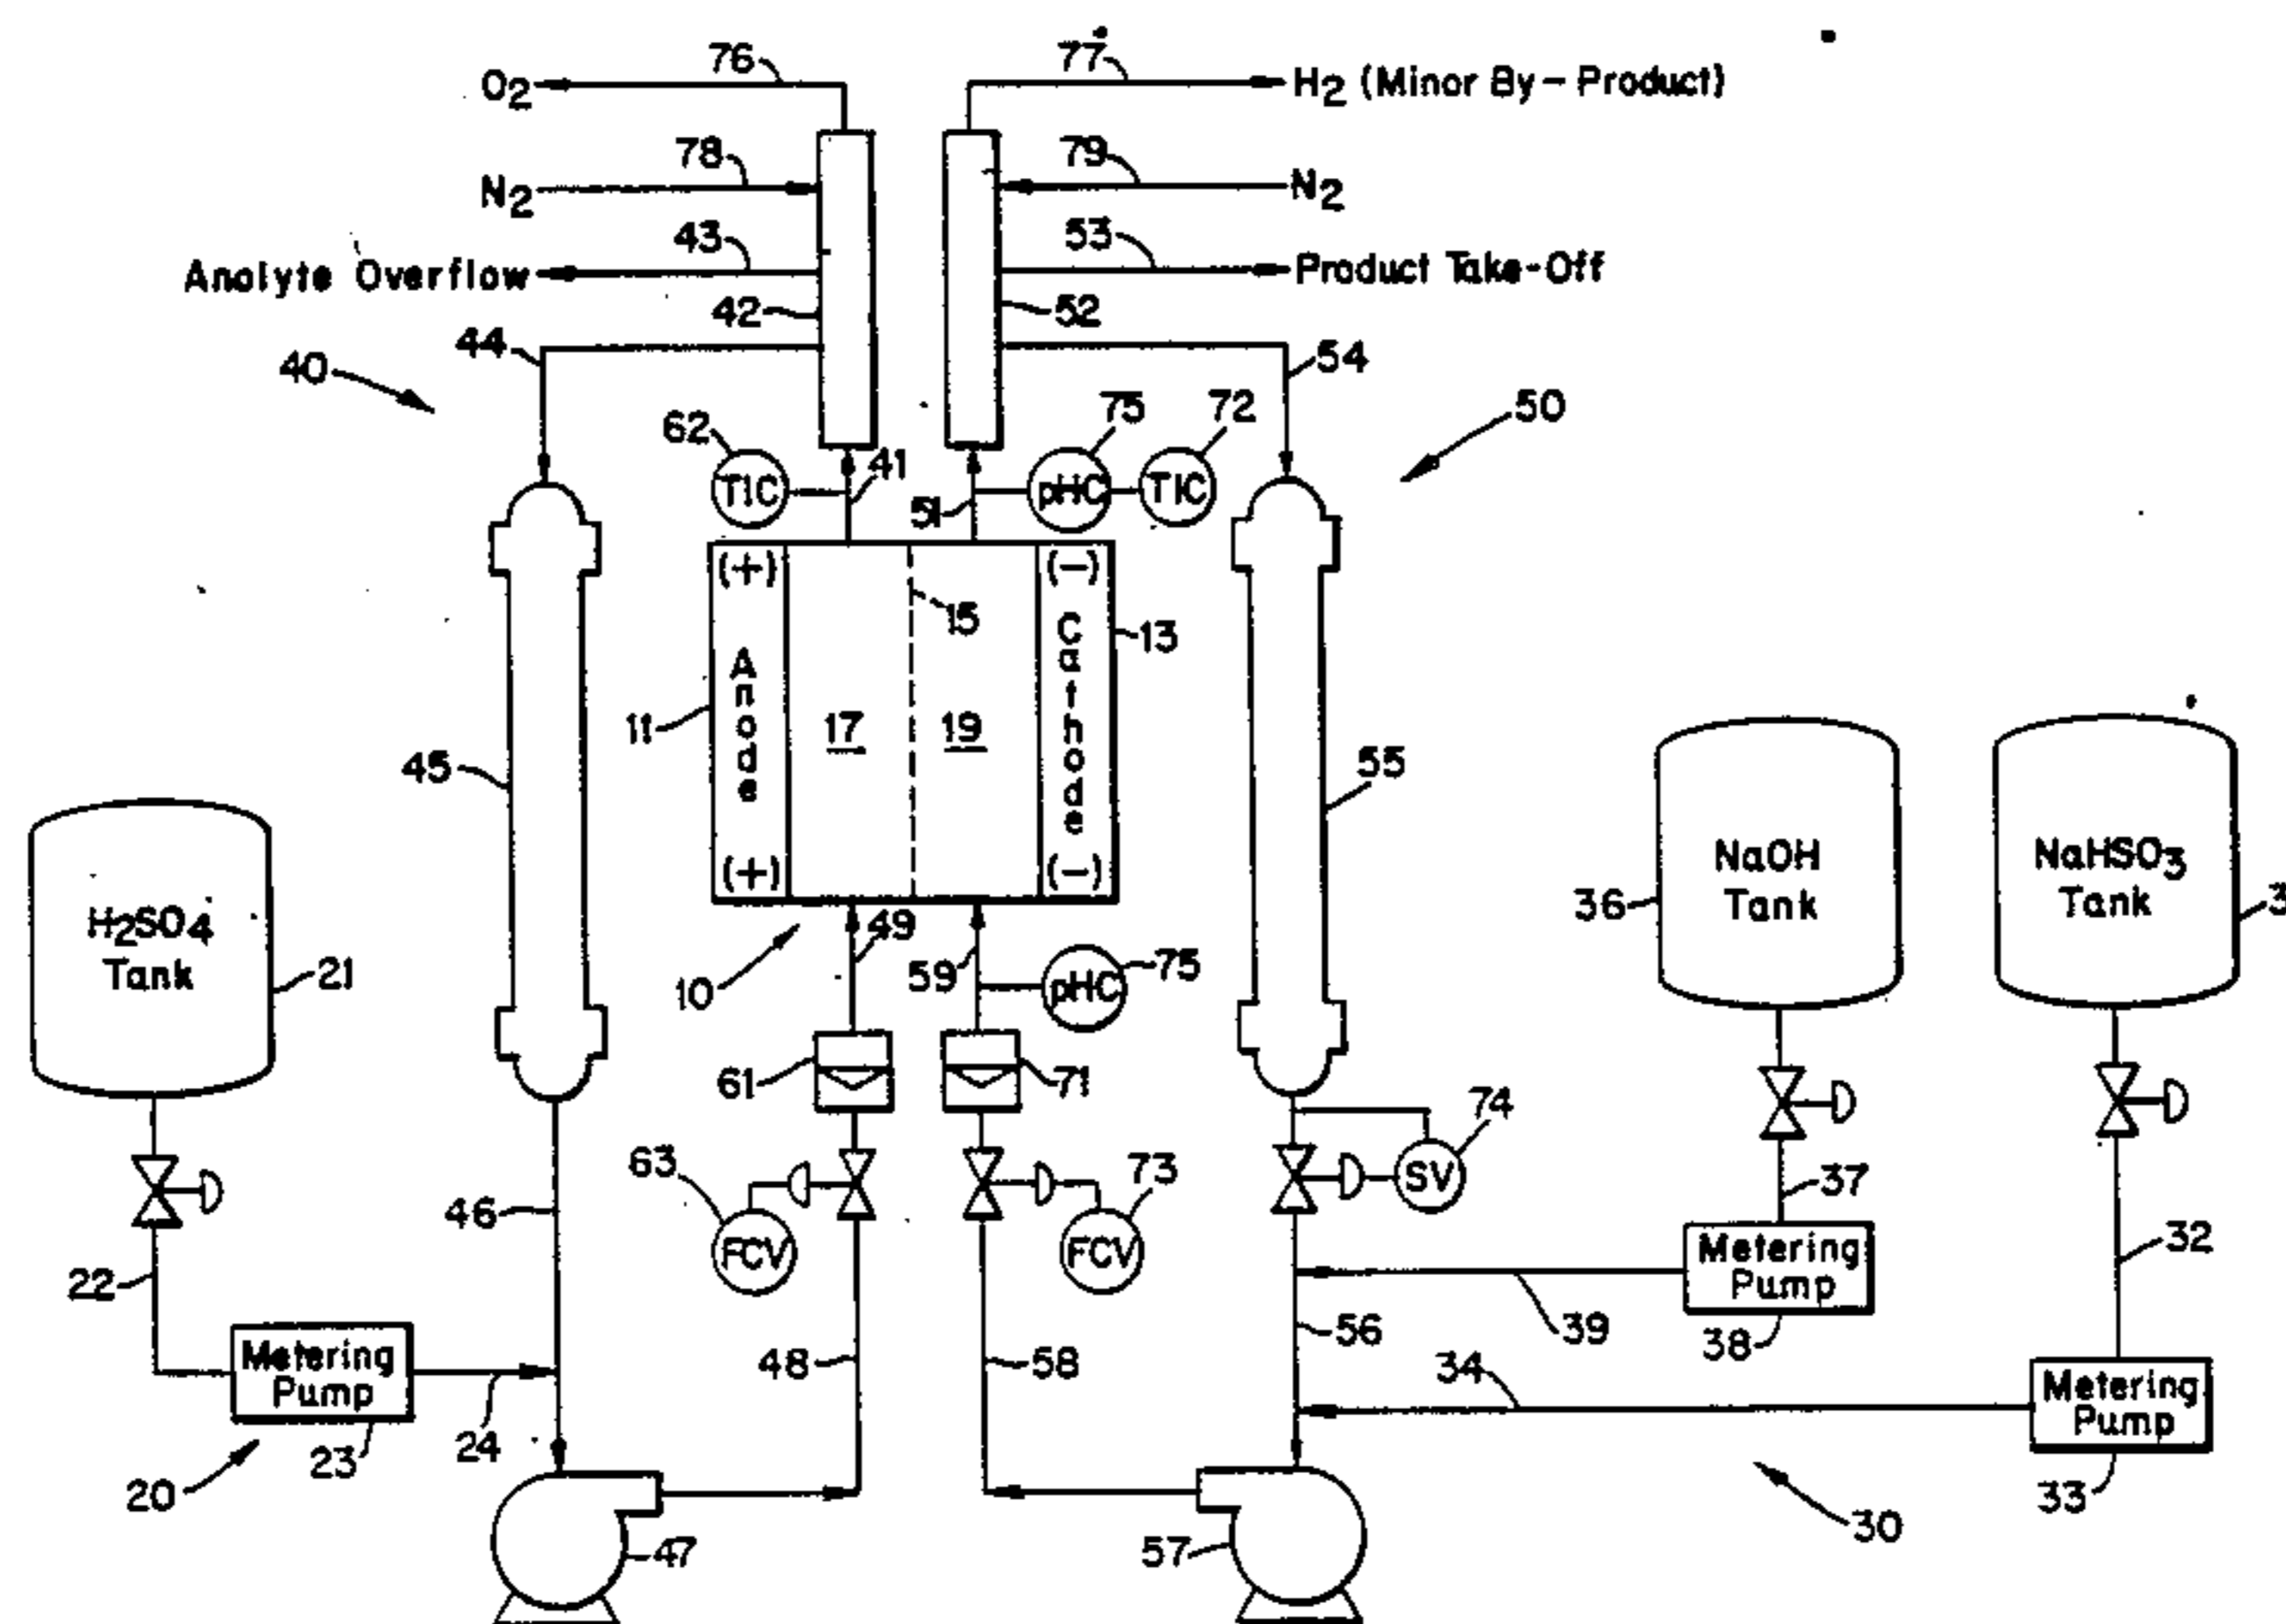 76
77
O2
H2 (Minor By-Product)
78
79
N2
N2
43
53
Analyte Overflow
Product Take-Off
42
52
44
54
40
50
62
75
72
TIC
41
51
pHC
TIC
(+)
(-)
15
13
Anode
Cathode
11
17
19
45
55
(+)
(-)
H2SO4
Tank
21
NaOH
Tank
36
NaHSO3
Tank
3
49
59
pHC
75
10
61
71
74
63
73
SV
FCV
FCV
37
46
22
32
Metering
Pump
39
38
56
48
58
34
Metering
Pump
24
23
20
Metering
Pump
33
30
47
57